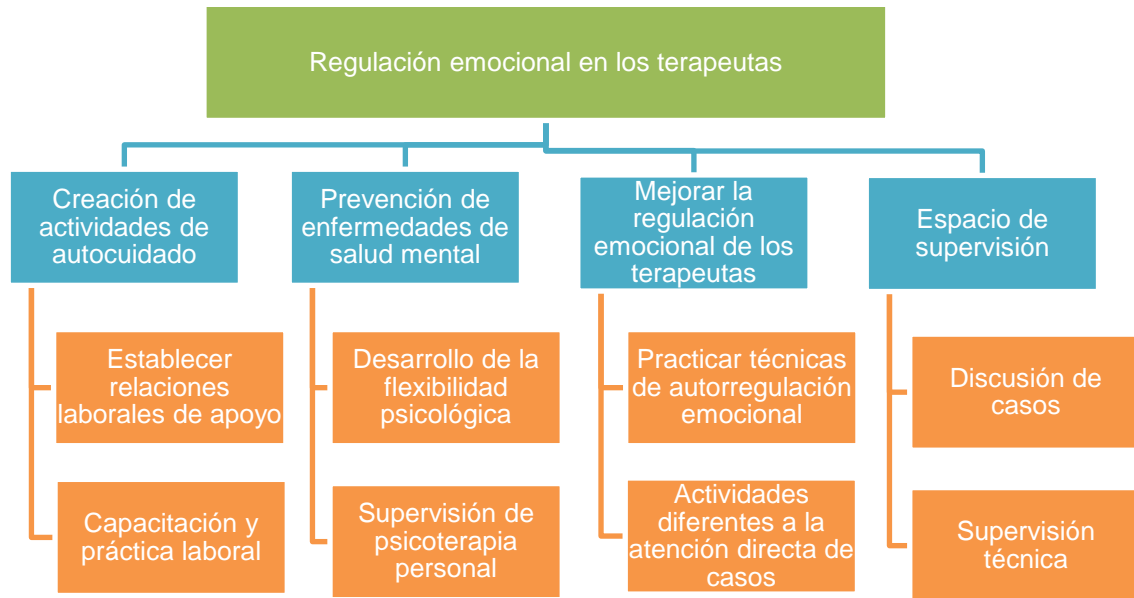 Regulación emocional en los terapeutas
Creación de
actividades de
autocuidado
Establecer
relaciones
laborales de apoyo
Capacitación y
práctica laboral
Prevención de
enfermedades de
salud mental
Desarrollo de la
flexibilidad
psicológica
Supervisión de
psicoterapia
personal
Mejorar la
regulación
emocional de los
terapeutas
Practicar técnicas
de autorregulación
emocional
Actividades
diferentes a la
atención directa de
casos
Espacio de
supervisión
Discusión de
casos
Supervisión
técnica